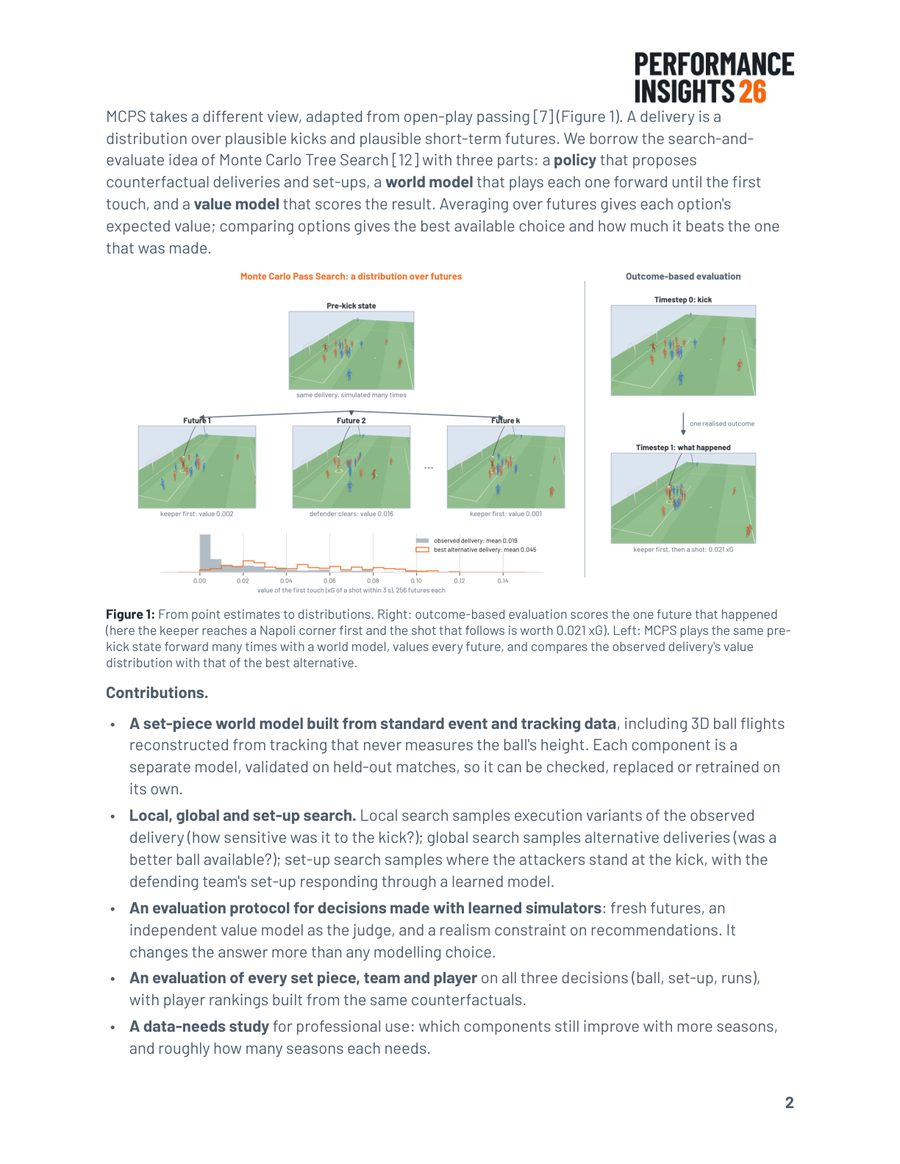 PERFORMANCE
INSIGHTS 26
MCPS takes a different view, adapted from open-play passing [7] (Figure 1). A delivery is a
distribution over plausible kicks and plausible short-term futures. We borrow the search-and-
evaluate idea of Monte Carlo Tree Search [12] with three parts: a policy that proposes
counterfactual deliveries and set-ups, a world model that plays each one forward until the first
touch, and a value model that scores the result. Averaging over futures gives each option's
expected value; comparing options gives the best available choice and how much it beats the one
that was made.
Monte Carlo Pass Search: a distribution over futures
Pre-kick state
same delivery, simulated many times
Future 1
Future 2
Future k
...
keeper first: value 0.002
defender clears: value 0.016
keeper first: value 0.001
observed delivery: mean 0.019
best alternative delivery: mean 0.045
0.00 0.02 0.04 0.06 0.08 0.10 0.12 0.14
value of the first touch (xG of a shot within 3 s), 256 futures each
Outcome-based evaluation
Timestep 0: kick
one realised outcome
Timestep 1: what happened
keeper first, then a shot: 0.021 xG
Figure 1: From point estimates to distributions. Right: outcome-based evaluation scores the one future that happened
(here the keeper reaches a Napoli corner first and the shot that follows is worth 0.021 xG). Left: MCPS plays the same pre-
kick state forward many times with a world model, values every future, and compares the observed delivery's value
distribution with that of the best alternative.
Contributions.
• A set-piece world model built from standard event and tracking data, including 3D ball flights
reconstructed from tracking that never measures the ball's height. Each component is a
separate model, validated on held-out matches, so it can be checked, replaced or retrained on
its own.
• Local, global and set-up search. Local search samples execution variants of the observed
delivery (how sensitive was it to the kick?); global search samples alternative deliveries (was a
better ball available?); set-up search samples where the attackers stand at the kick, with the
defending team's set-up responding through a learned model.
• An evaluation protocol for decisions made with learned simulators: fresh futures, an
independent value model as the judge, and a realism constraint on recommendations. It
changes the answer more than any modelling choice.
• An evaluation of every set piece, team and player on all three decisions (ball, set-up, runs),
with player rankings built from the same counterfactuals.
• A data-needs study for professional use: which components still improve with more seasons,
and roughly how many seasons each needs.
2